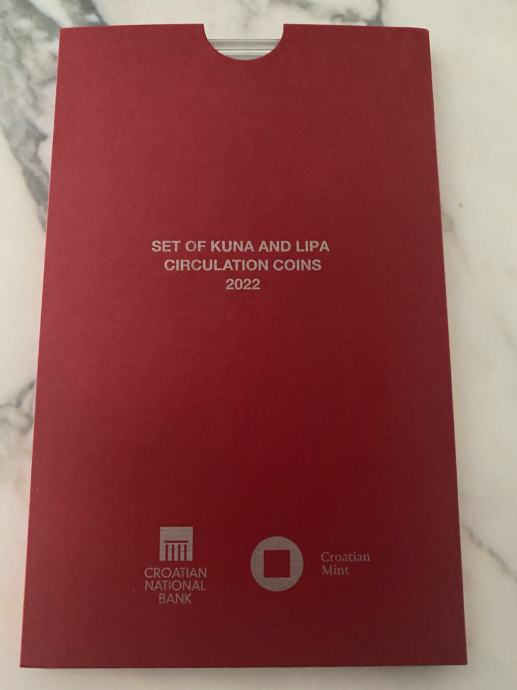 SET OF KUNA AND LIPA
CIRCULATION COINS
2022
CROATIAN
NATIONAL
BANK
Croatian
Mint